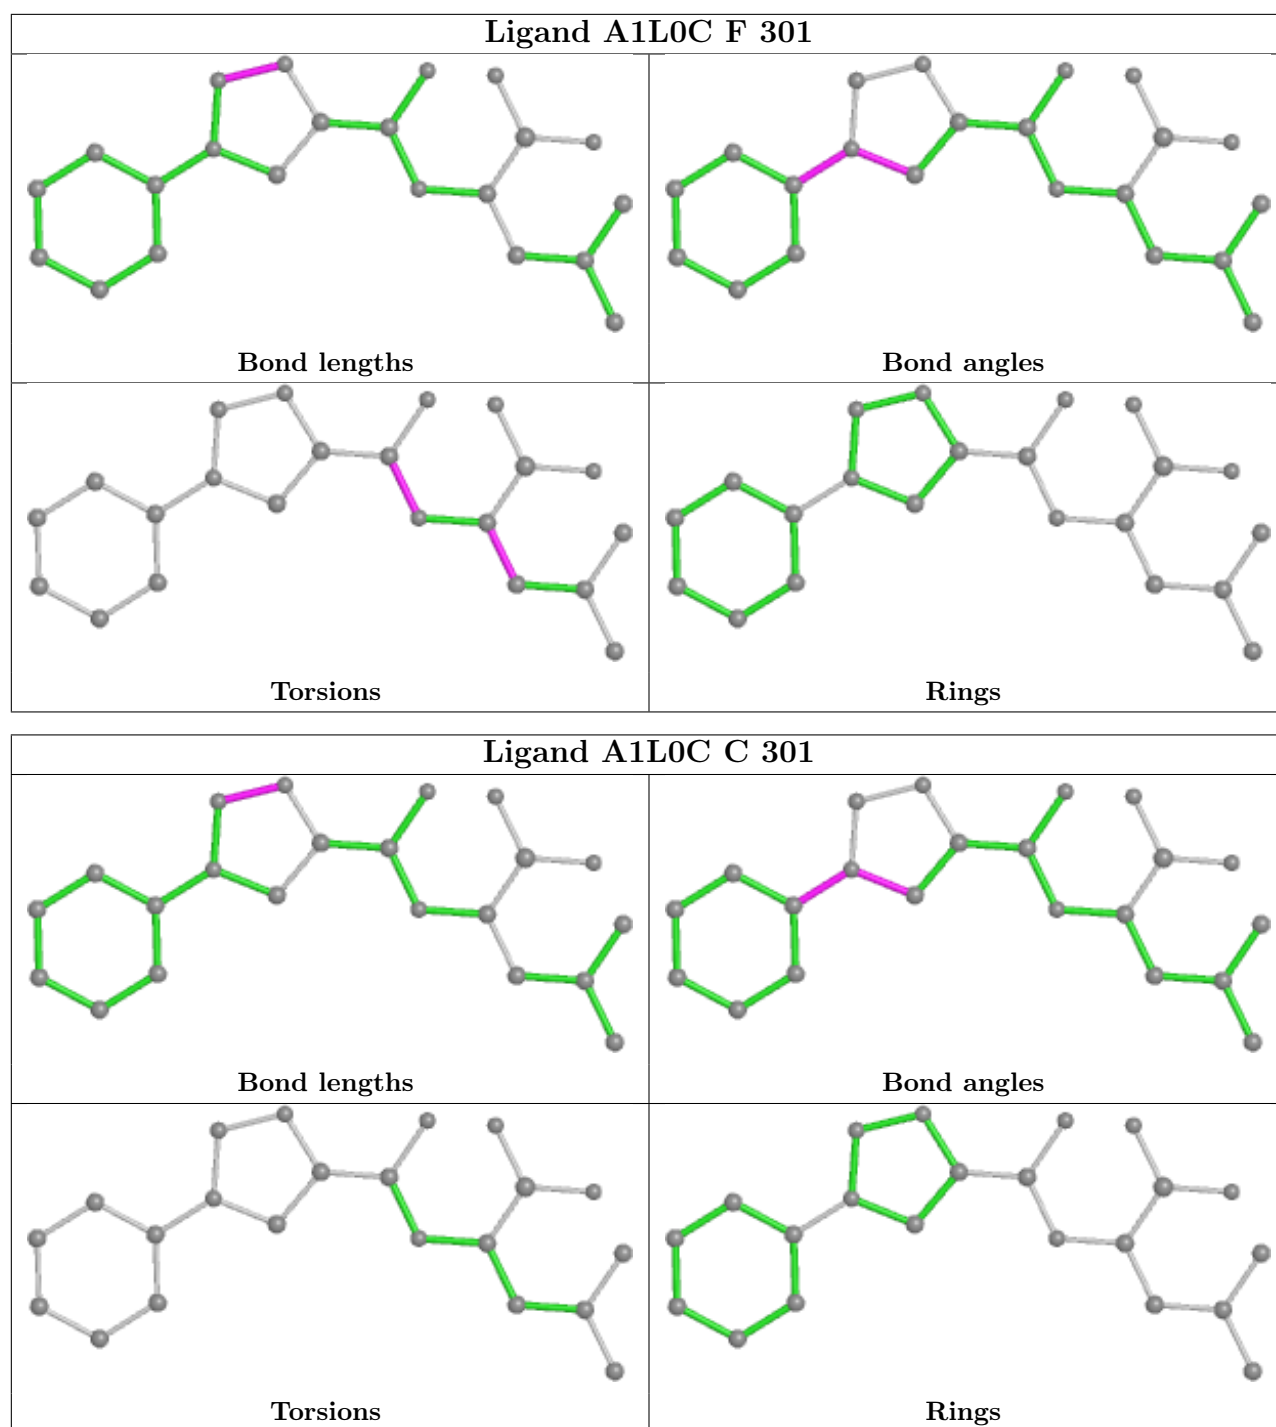 Ligand A1L0C F 301
Bond lengths
Bond angles
Torsions
Rings
Ligand A1L0C C 301
Bond lengths
Bond angles
Torsions
Rings